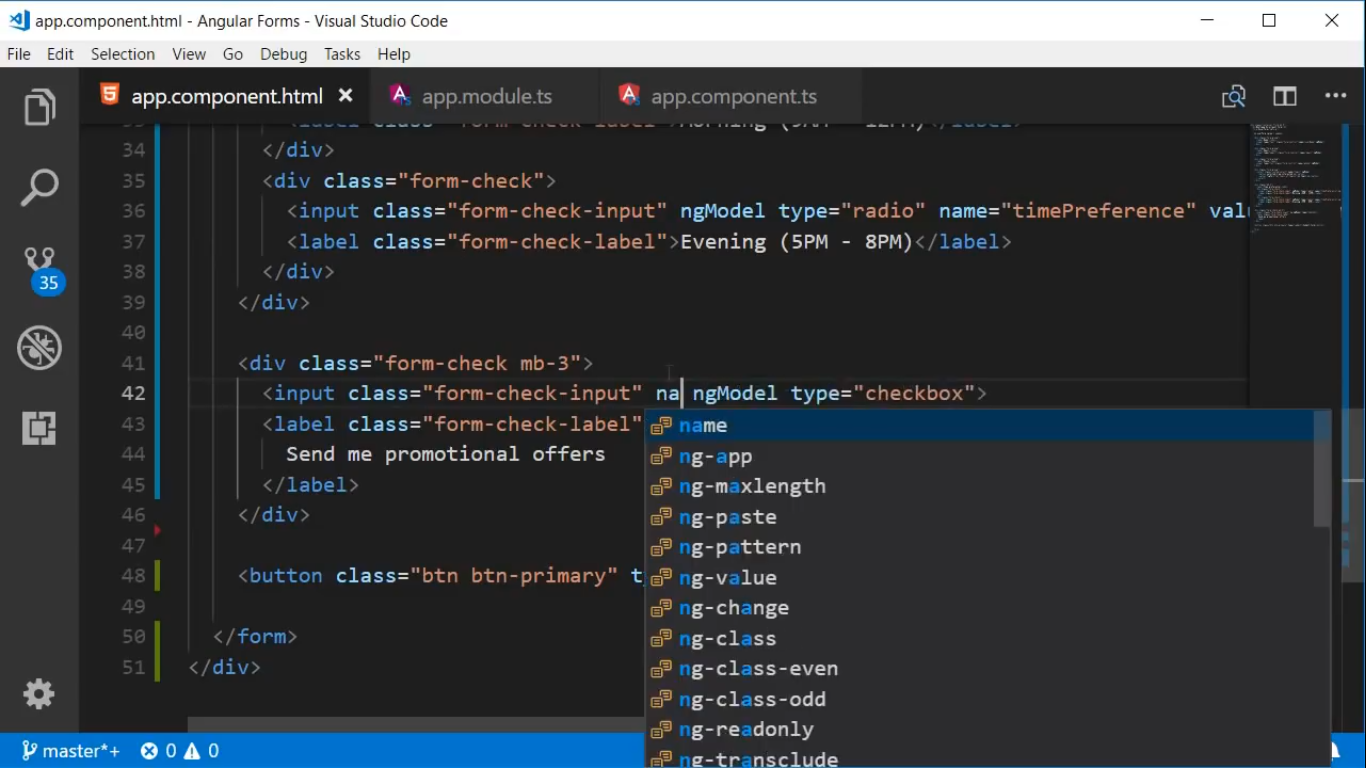 app.component.html - Angular Forms - Visual Studio Code
File Edit Selection View Go Debug Tasks Help
app.component.html app.module.ts app.component.ts
34 </div>
35 <div class="form-check">
36 <input class="form-check-input" ngModel type="radio" name="timePreference"
37 <label class="form-check-label">Evening (5PM - 8PM)</label>
38 </div>
39 </div>
40
41 <div class="form-check mb-3">
42 <input class="form-check-input" na ngModel type="checkbox">
43 <label class="form-check-label"
44 Send me promotional offers
45 </label>
46 </div>
47
48 <button class="btn btn-primary" t
49
50 </form>
51 </div>
name
ng-app
ng-maxlength
ng-paste
ng-pattern
ng-value
ng-change
ng-class
ng-class-even
ng-class-odd
ng-readonly
ng-transclude
35
master*+ 0 0